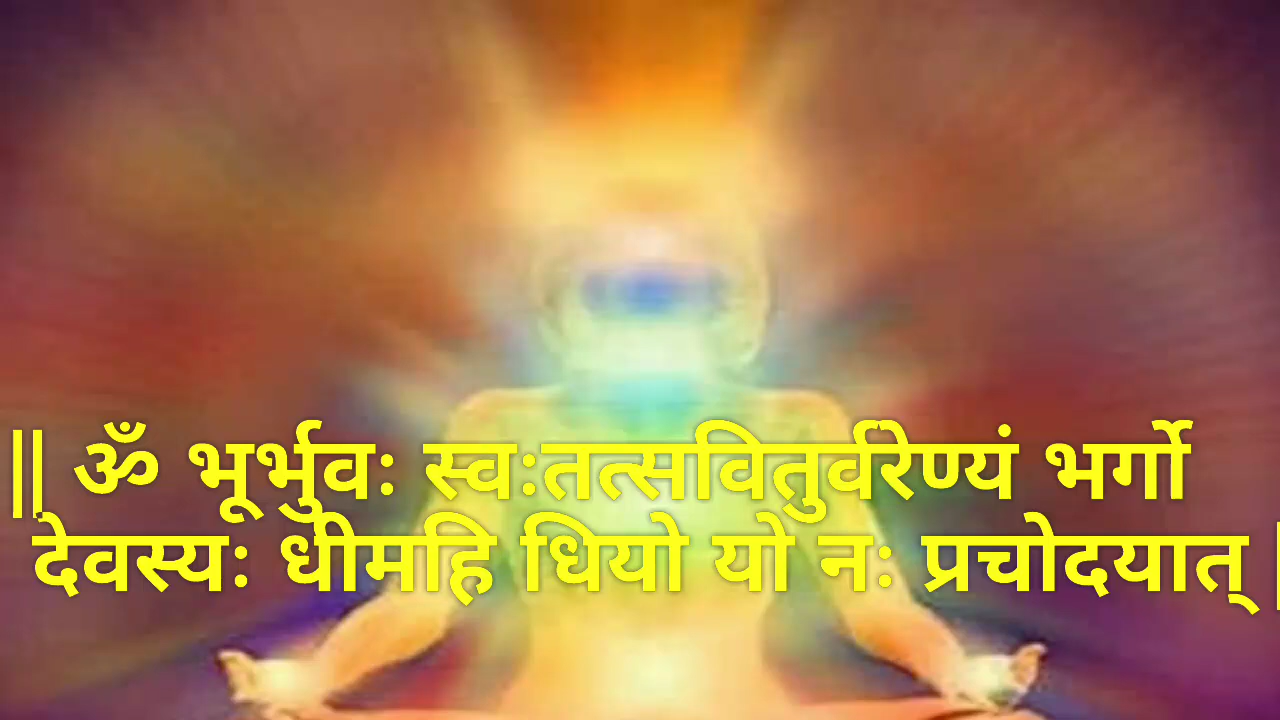 || ॐ भूर्भुवः स्वःतत्सवितुर्वरेण्यं भर्गो
देवस्यः धीमहि धियो यो नः प्रचोदयात् |